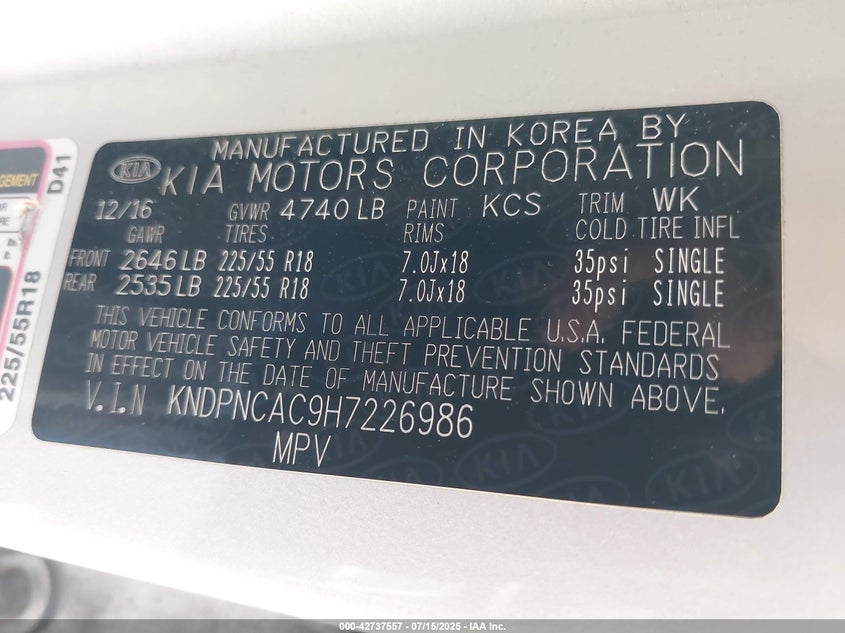 MANUFACTURED IN KOREA BY
KIA KIA MOTORS CORPORATION
12/16 GVWR 4740 LB PAINT KCS TRIM WK
GAWR TIRES RIMS COLD TIRE INFL
FRONT 2646 LB 225/55 R18 7.0Jx18 35psi SINGLE
REAR 2535 LB 225/55 R18 7.0Jx18 35psi SINGLE
THIS VEHICLE CONFORMS TO ALL APPLICABLE U.S.A. FEDERAL
MOTOR VEHICLE SAFETY AND THEFT PREVENTION STANDARDS
IN EFFECT ON THE DATE OF MANUFACTURE SHOWN ABOVE.
V.I.N KNDPNCAC9H7226986
MPV
D41
225/55R18
000-42737557 - 07/15/2025 - IAA Inc.